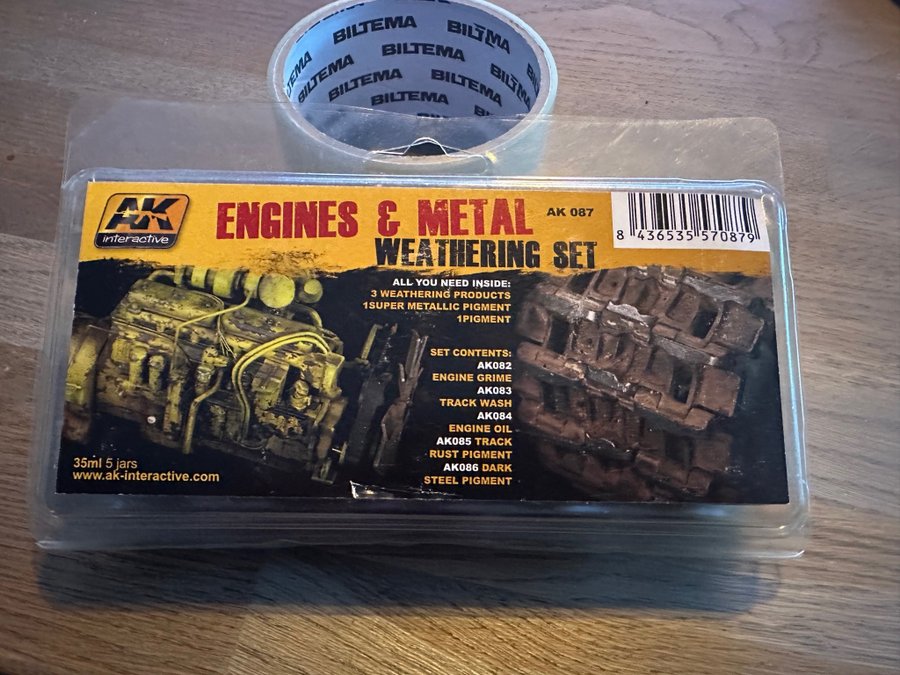 BILTEMA BILTEMA
BILTEMA BILTEMA BILTEMA
BILTEMA BILTEMA
BILTEMA
AK
interactive
ENGINES & METAL AK 087
WEATHERING SET
8 436535 570879
ALL YOU NEED INSIDE:
3 WEATHERING PRODUCTS
1SUPER METALLIC PIGMENT
1PIGMENT
SET CONTENTS:
AK082
ENGINE GRIME
AK083
TRACK WASH
AK084
ENGINE OIL
AK085 TRACK
RUST PIGMENT
AK086 DARK
STEEL PIGMENT
35ml 5 jars
www.ak-interactive.com